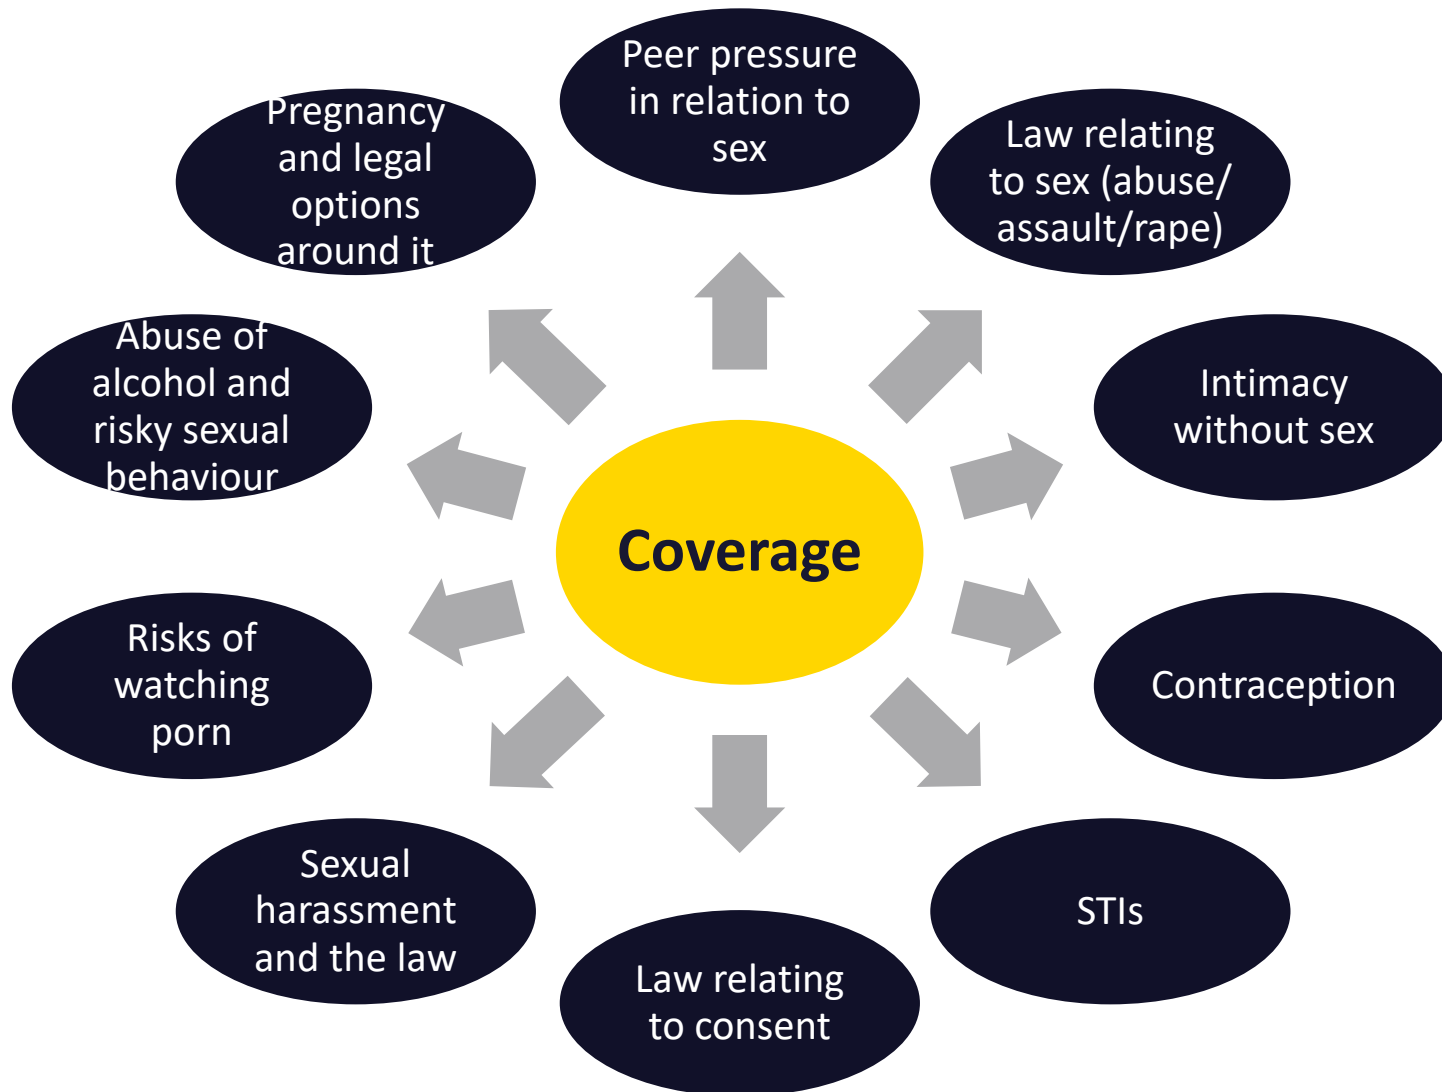 Peer pressure
in relation to
sex
Law relating
to sex (abuse/
assault/rape)
Intimacy
without sex
Contraception
STIs
Law relating
to consent
Sexual
harassment
and the law
Risks of
watching
porn
Abuse of
alcohol and
risky sexual
behaviour
Pregnancy
and legal
options
around it
Coverage